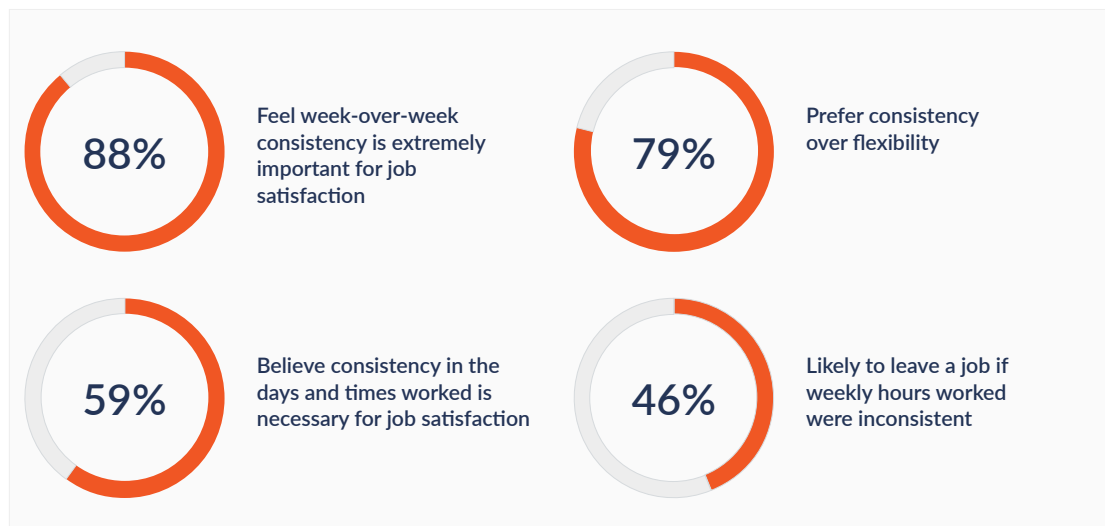 88%
Feel week-over-week
consistency is extremely
important for job
satisfaction
79%
Prefer consistency
over flexibility
59%
Believe consistency in the
days and times worked is
necessary for job satisfaction
46%
Likely to leave a job if
weekly hours worked
were inconsistent